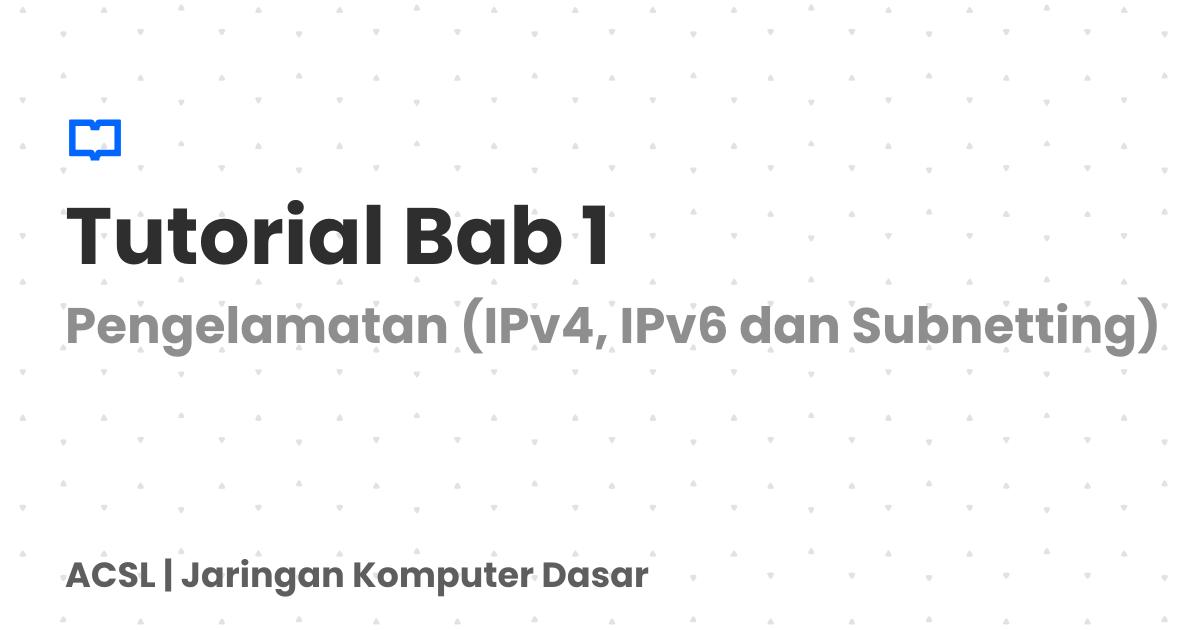 Tutorial Bab 1
Pengelamatan (IPv4, IPv6 dan Subnetting)
ACSL | Jaringan Komputer Dasar